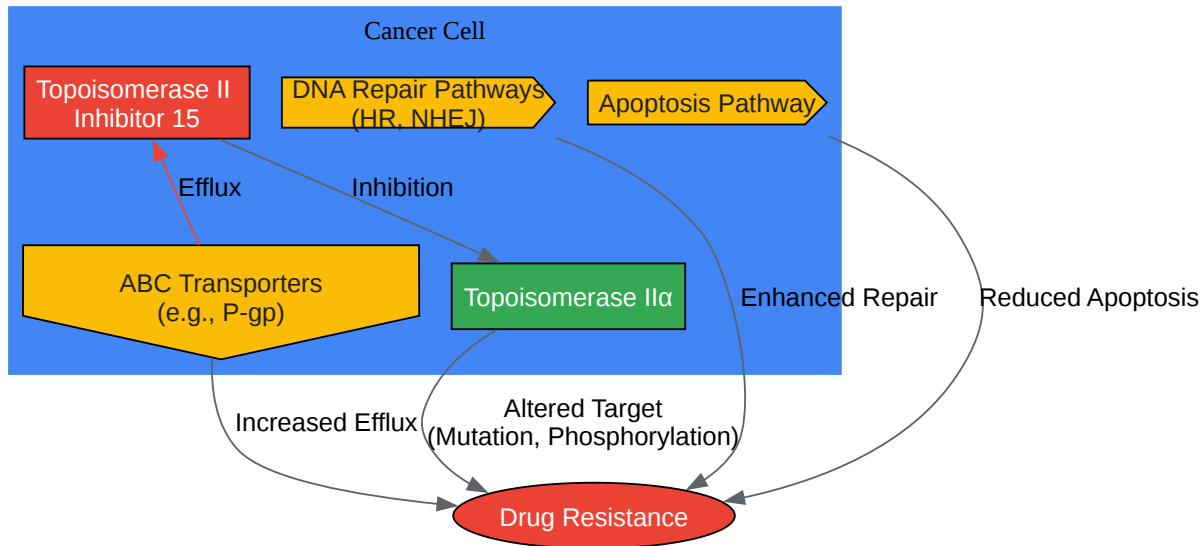 Cancer Cell
Topoisomerase II
Inhibitor 15
DNA Repair Pathways
(HR, NHEJ)
Apoptosis Pathway
Efflux
Inhibition
ABC Transporters
(e.g., P-gp)
Topoisomerase IIα
Enhanced Repair
Reduced Apoptosis
Increased Efflux
Altered Target
(Mutation, Phosphorylation)
Drug Resistance